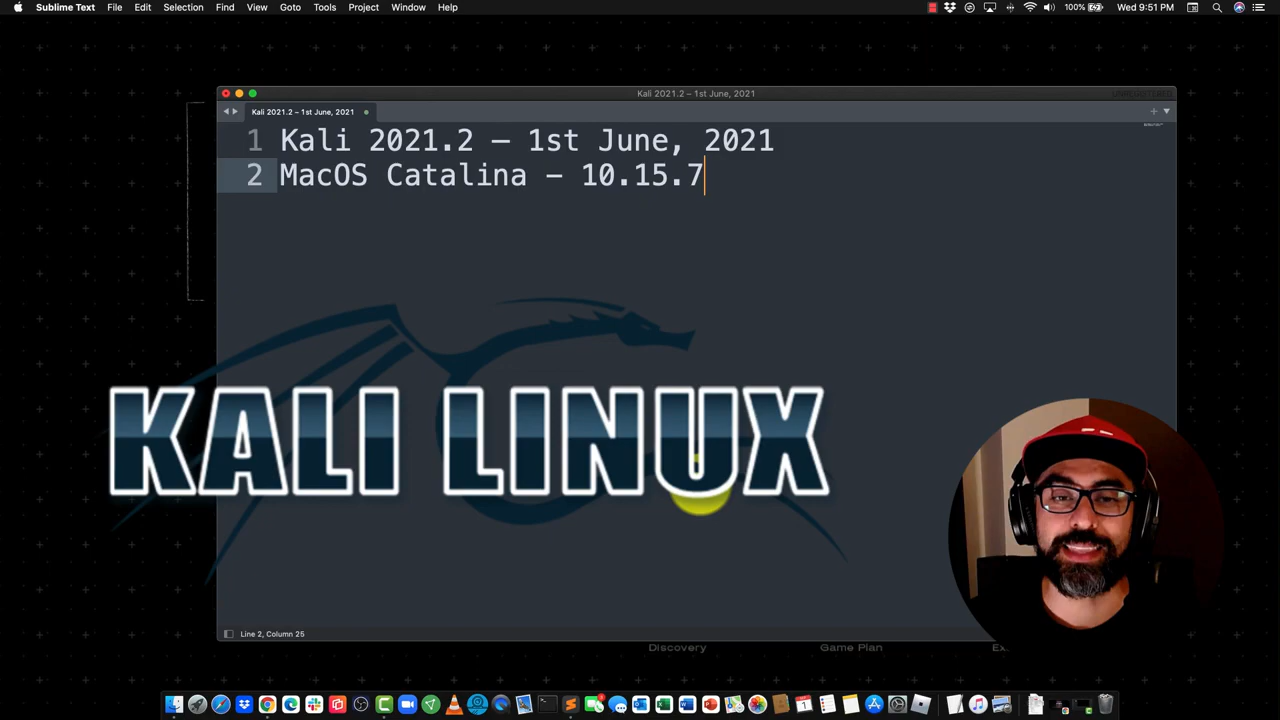 Sublime Text File Edit Selection Find View Goto Tools Project Window Help 100% Wed 9:51 PM
Kali 2021.2 – 1st June, 2021
UNREGISTERED
Kali 2021.2 – 1st June, 2021
1 Kali 2021.2 – 1st June, 2021
2 MacOS Catalina - 10.15.7
KALI LINUX
Line 2, Column 25
Discovery Game Plan Ex